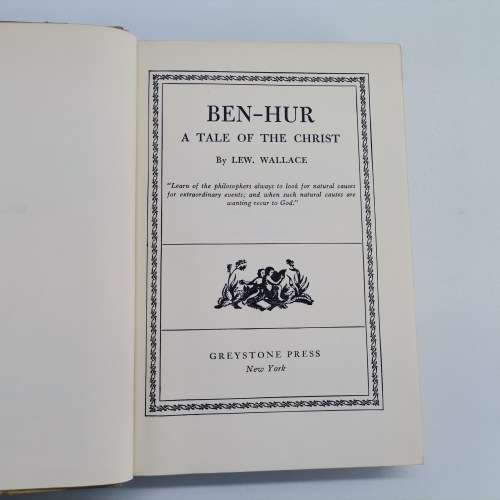 BEN-HUR
A TALE OF THE CHRIST
By LEW. WALLACE
"Learn of the philosophers always to look for natural causes
for extraordinary events; and when such natural causes are
wanting recur to God."
GREYSTONE PRESS
New York